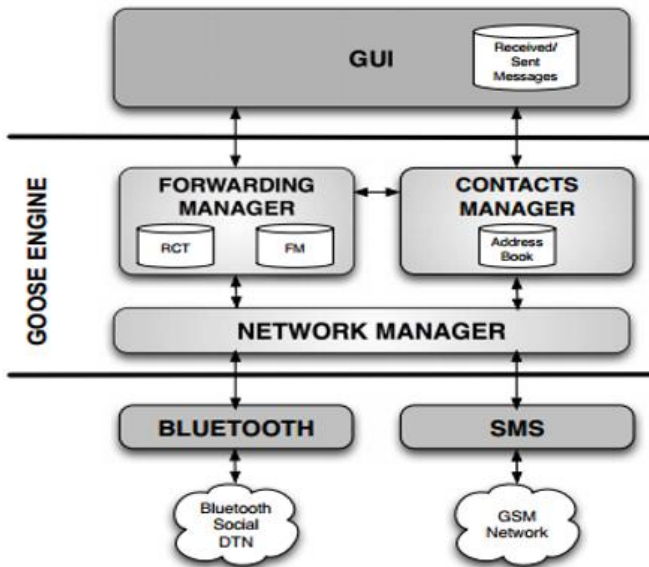 GUI
Received/
Sent
Messages
GOOSE ENGINE
FORWARDING
MANAGER
RCT
FM
CONTACTS
MANAGER
Address
Book
NETWORK MANAGER
BLUETOOTH
SMS
Bluetooth
Social
DTN
GSM
Network